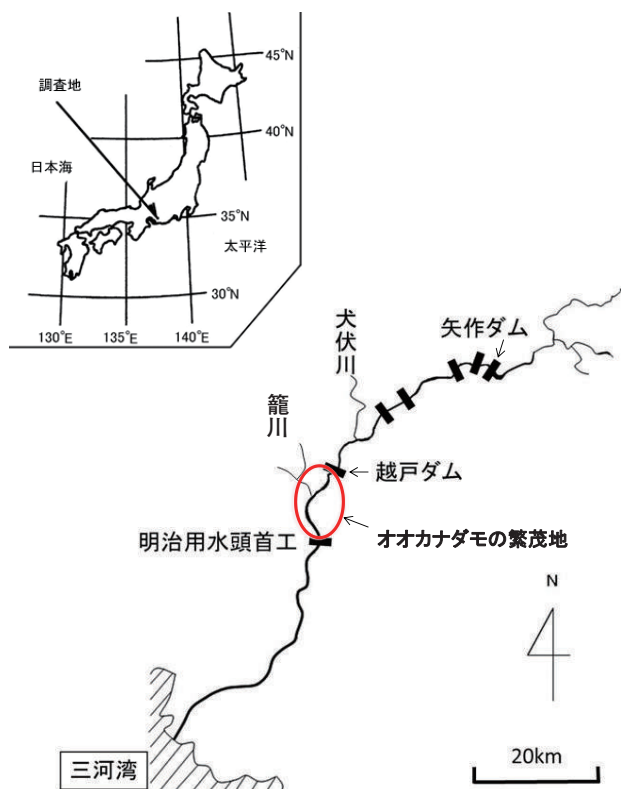 45°N
調査地
40°N
日本海
35°N
太平洋
30°N
130°E
135°E
140°E
犬伏川
矢作ダム
籠川
越戸ダム
オオカナダモの繁茂地
明治用水頭首工
N
20km
三河湾